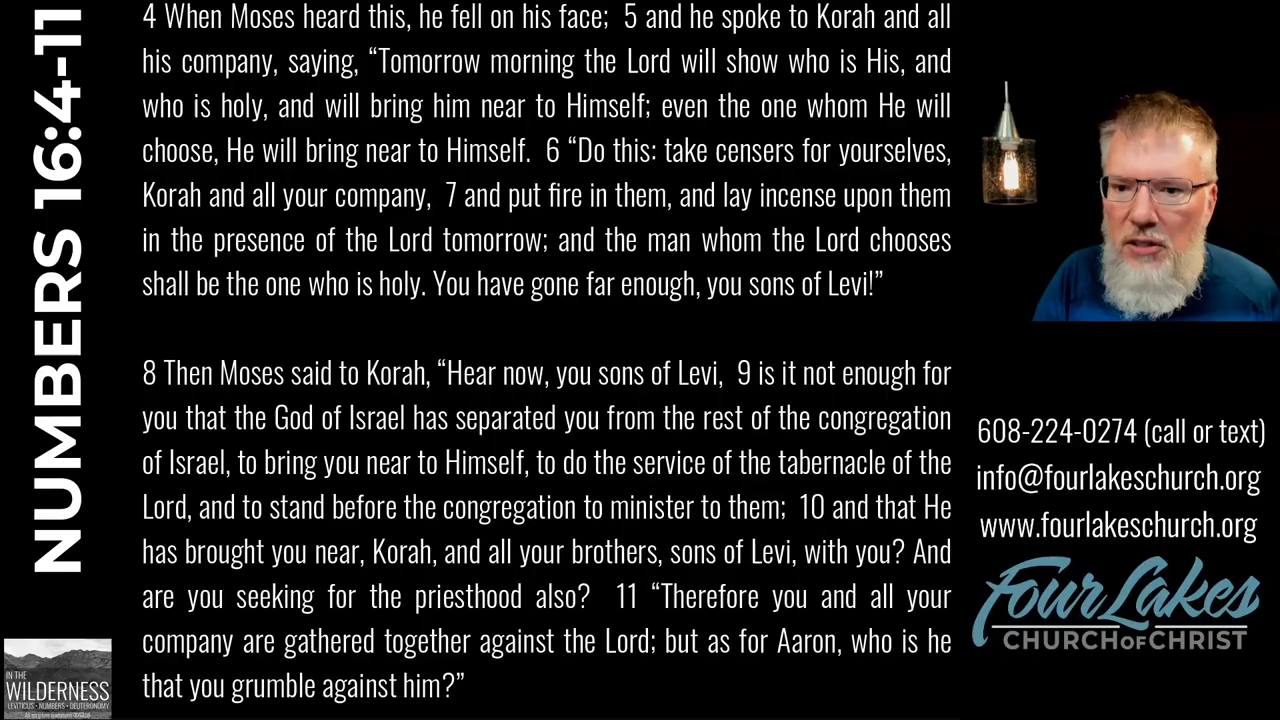 NUMBERS 16:4-11
4 When Moses heard this, he fell on his face; 5 and he spoke to Korah and all
his company, saying, “Tomorrow morning the Lord will show who is His, and
who is holy, and will bring him near to Himself; even the one whom He will
choose, He will bring near to Himself. 6 “Do this: take censers for yourselves,
Korah and all your company, 7 and put fire in them, and lay incense upon them
in the presence of the Lord tomorrow; and the man whom the Lord chooses
shall be the one who is holy. You have gone far enough, you sons of Levi!”
8 Then Moses said to Korah, “Hear now, you sons of Levi, 9 is it not enough for
you that the God of Israel has separated you from the rest of the congregation
of Israel, to bring you near to Himself, to do the service of the tabernacle of the
Lord, and to stand before the congregation to minister to them; 10 and that He
has brought you near, Korah, and all your brothers, sons of Levi, with you? And
are you seeking for the priesthood also? 11 “Therefore you and all your
company are gathered together against the Lord; but as for Aaron, who is he
that you grumble against him?”
608-224-0274 (call or text)
info@fourlakeschurch.org
www.fourlakeschurch.org
Four Lakes
CHURCH OF CHRIST
IN THE
WILDERNESS
LEVITICUS • NUMBERS • DEUTERONOMY